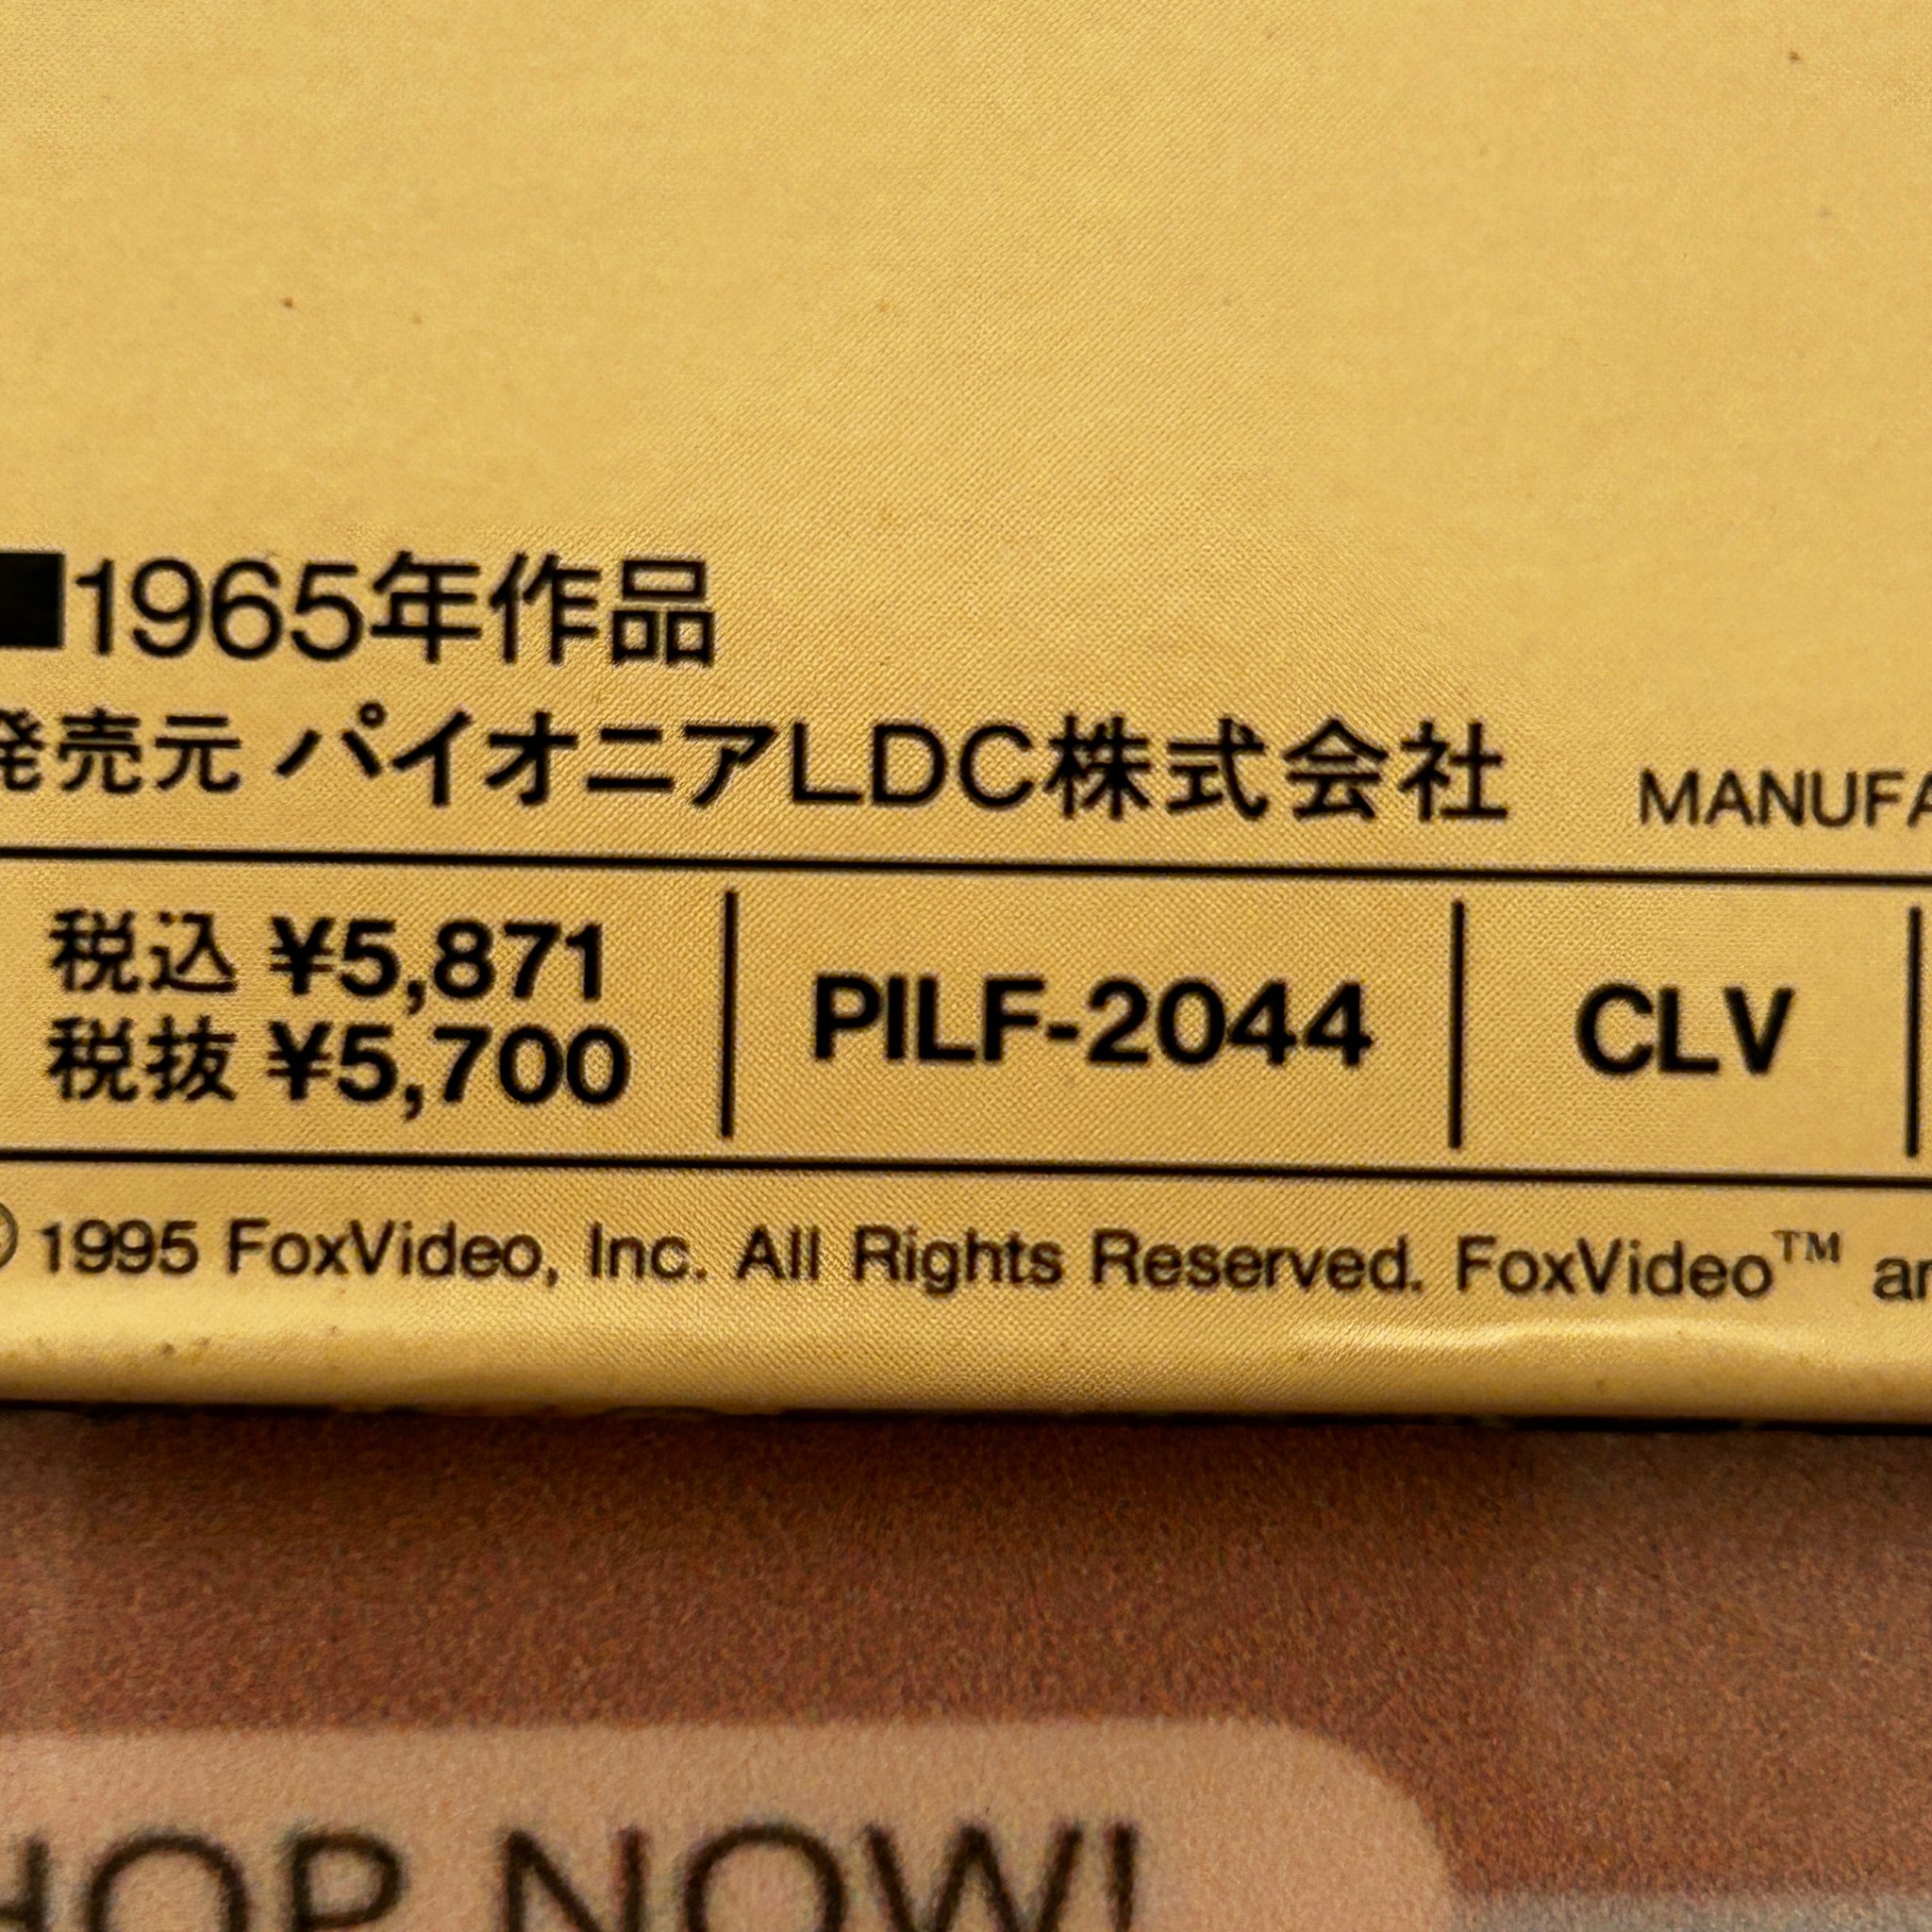 ■1965年作品
発売元 パイオニアLDC株式会社 MANUFA
税込 ¥5,871
税抜 ¥5,700
PILF-2044
CLV
© 1995 FoxVideo, Inc. All Rights Reserved. FoxVideo™ an
HOP NOW!